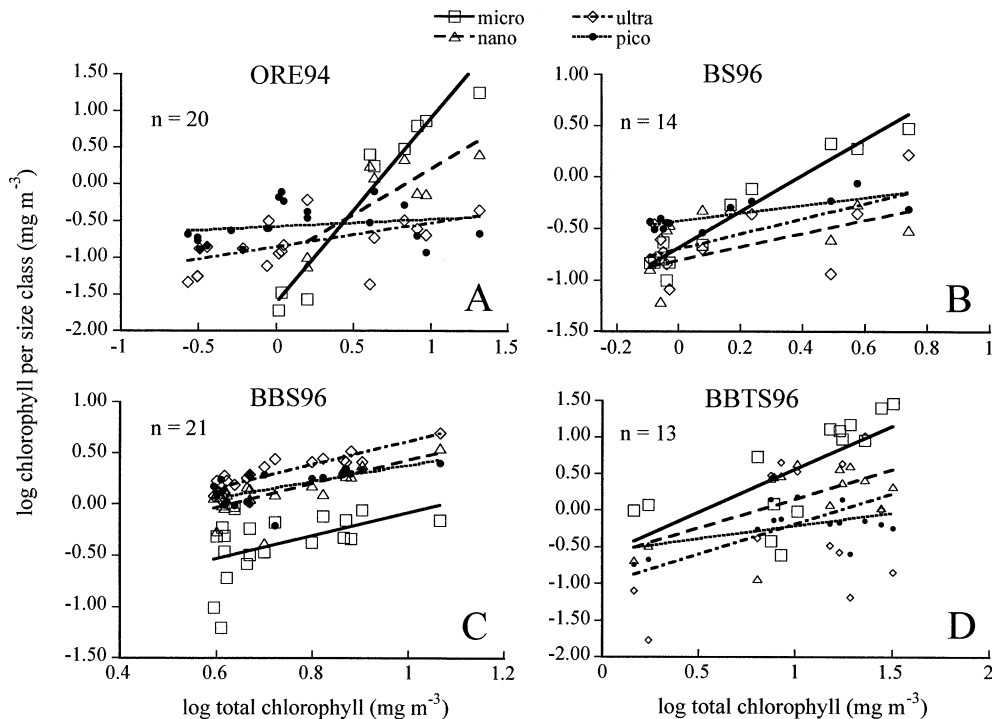 micro ultra
nano pico
log chlorophyll per size class (mg m-3)
ORE94
n = 20
A
1.50
1.00
0.50
0.00
-0.50
-1.00
-1.50
-2.00
-1 -0.5 0 0.5 1 1.5
BS96
n = 14
B
1.00
0.50
0.00
-0.50
-1.00
-1.50
-0.2 0 0.2 0.4 0.6 0.8 1
BBS96
n = 21
C
1.00
0.50
0.00
-0.50
-1.00
-1.50
0.4 0.6 0.8 1 1.2
log total chlorophyll (mg m-3)
BBTS96
n = 13
D
1.50
1.00
0.50
0.00
-0.50
-1.00
-1.50
-2.00
0 0.5 1 1.5 2
log total chlorophyll (mg m-3)